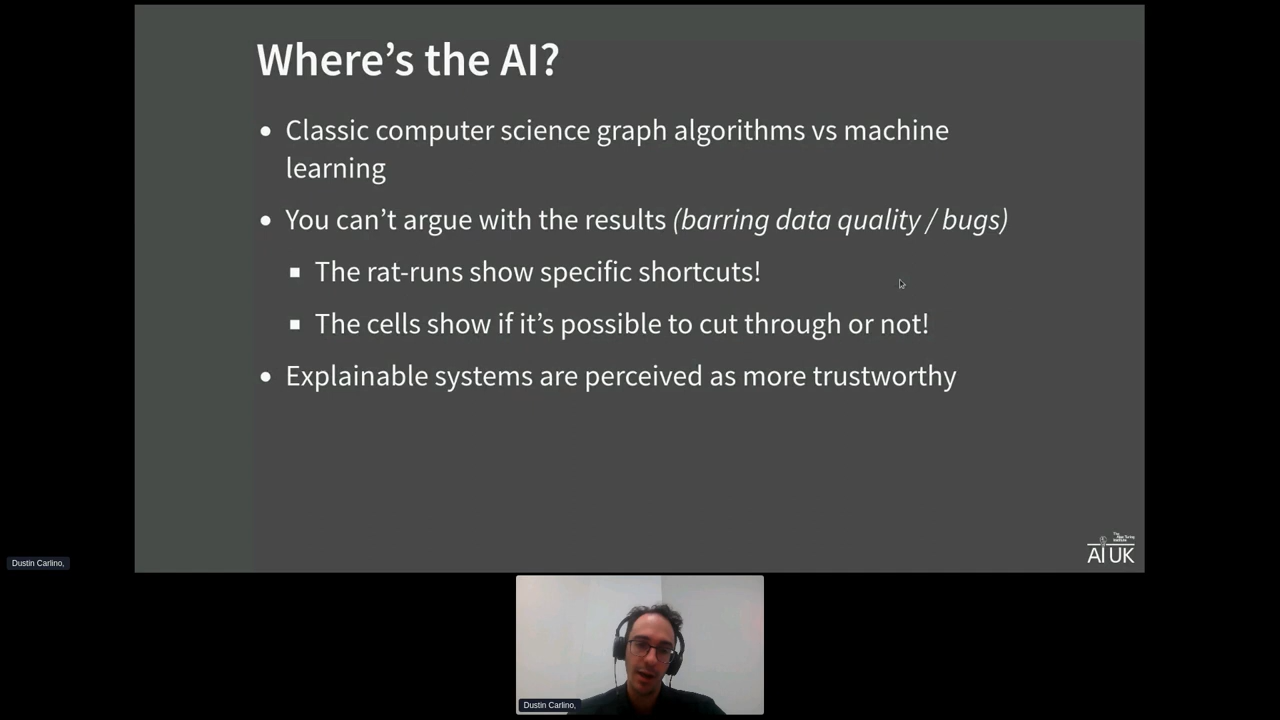 Where's the AI?
Classic computer science graph algorithms vs machine
learning
You can't argue with the results (barring data quality / bugs)
The rat-runs show specific shortcuts!
The cells show if it's possible to cut through or not!
Explainable systems are perceived as more trustworthy
AI UK
Dustin Carlino,
Dustin Carlino,